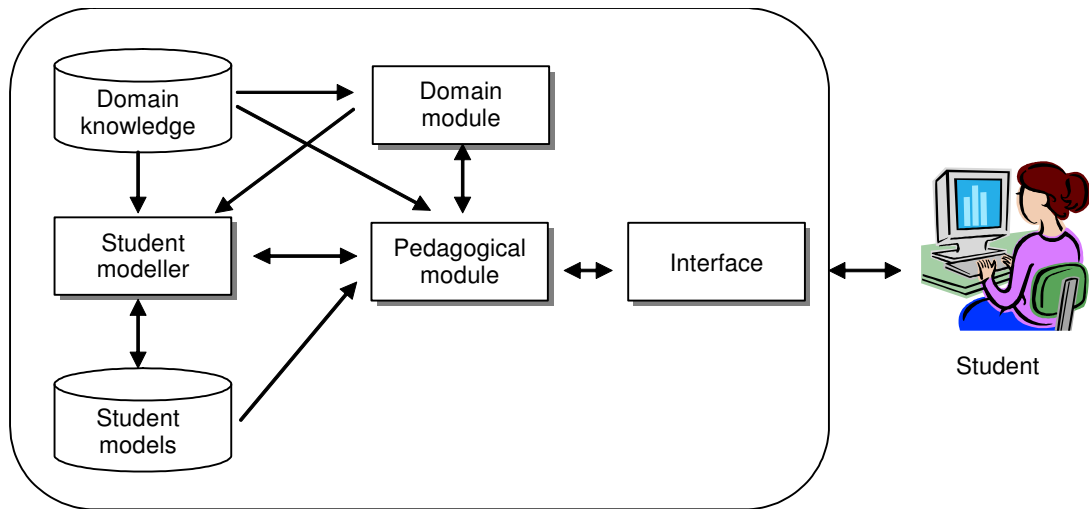 Domain
knowledge
Domain
module
Student
modeller
Pedagogical
module
Interface
Student
models
Student